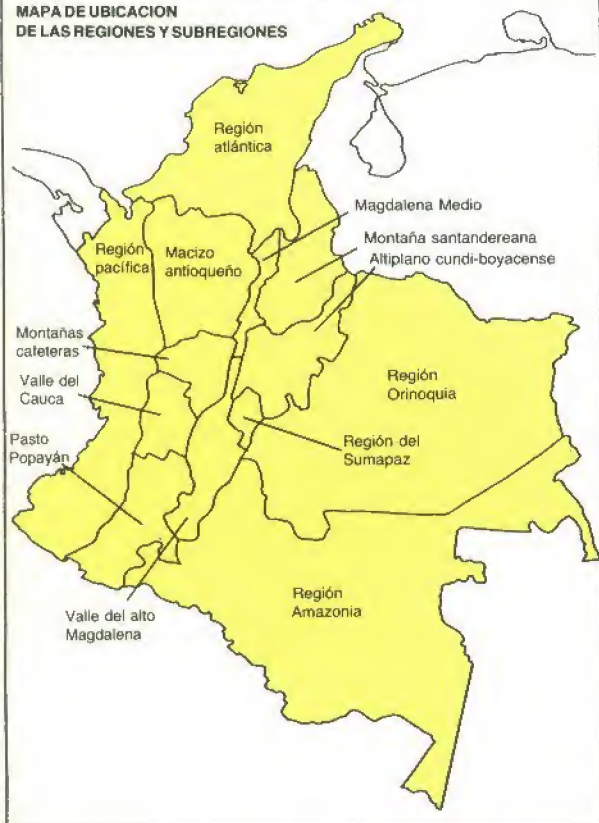 MAPA DE UBICACION
DE LAS REGIONES Y SUBREGIONES
Región
atlántica
Magdalena Medio
Montaña santandereana
Altiplano cundi-boyacense
Región
pacífica
Macizo
antioqueño
Montañas
cafeteras
Valle del
Cauca
Región
Orinoquia
Pasto
Popayán
Región del
Sumapaz
Región
Amazonia
Valle del alto
Magdalena